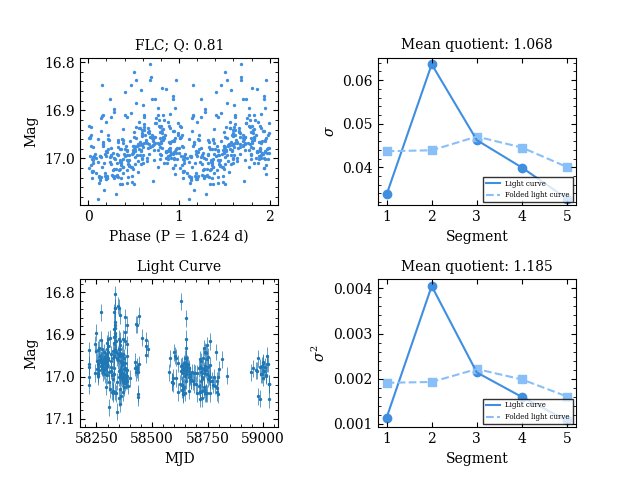 FLC; Q: 0.81
16.8
16.9
17.0
Mag
0
1
2
Phase (P = 1.624 d)
Mean quotient: 1.068
0.06
0.05
0.04
σ
1
2
3
4
5
Segment
Light curve
Folded light curve
Light Curve
16.8
16.9
17.0
17.1
Mag
58250
58500
58750
59000
MJD
Mean quotient: 1.185
0.004
0.003
0.002
0.001
σ²
1
2
3
4
5
Segment
Light curve
Folded light curve